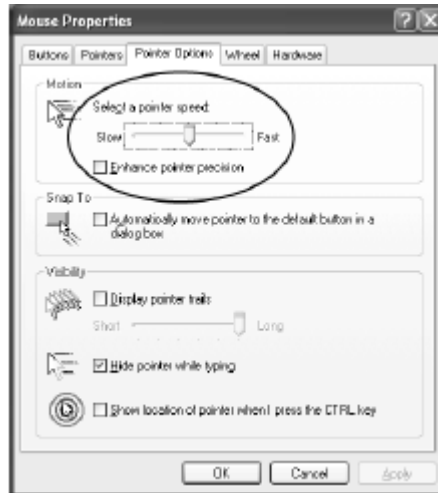 Mouse Properties
Buttons Pointers Pointer Options Wheel Hardware
Motion
Select a pointer speed:
Slow Fast
Enhance pointer precision
Snap To
Automatically move pointer to the default button in a
dialog box
Visibility
Display pointer trails
Short Long
Hide pointer while typing
Show location of pointer when I press the CTRL key
OK Cancel Apply